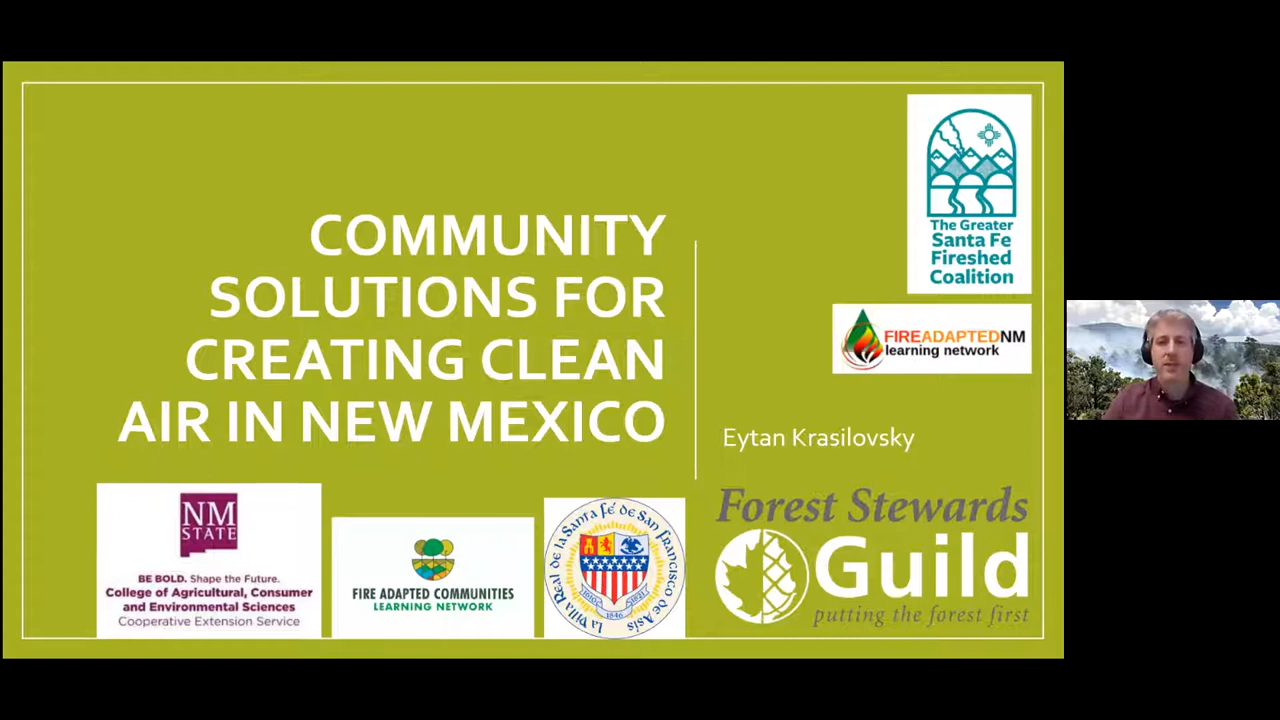 COMMUNITY
SOLUTIONS FOR
CREATING CLEAN
AIR IN NEW MEXICO
The Greater
Santa Fe
Fireshed
Coalition
FIREADAPTEDNM
learning network
Eytan Krasilovsky
NM
STATE
BE BOLD. Shape the Future.
College of Agricultural, Consumer
and Environmental Sciences
Cooperative Extension Service
FIRE ADAPTED COMMUNITIES
LEARNING NETWORK
La Villa Real de la Santa Fé de San Francisco de Asís
1846
Forest Stewards
Guild
putting the forest first